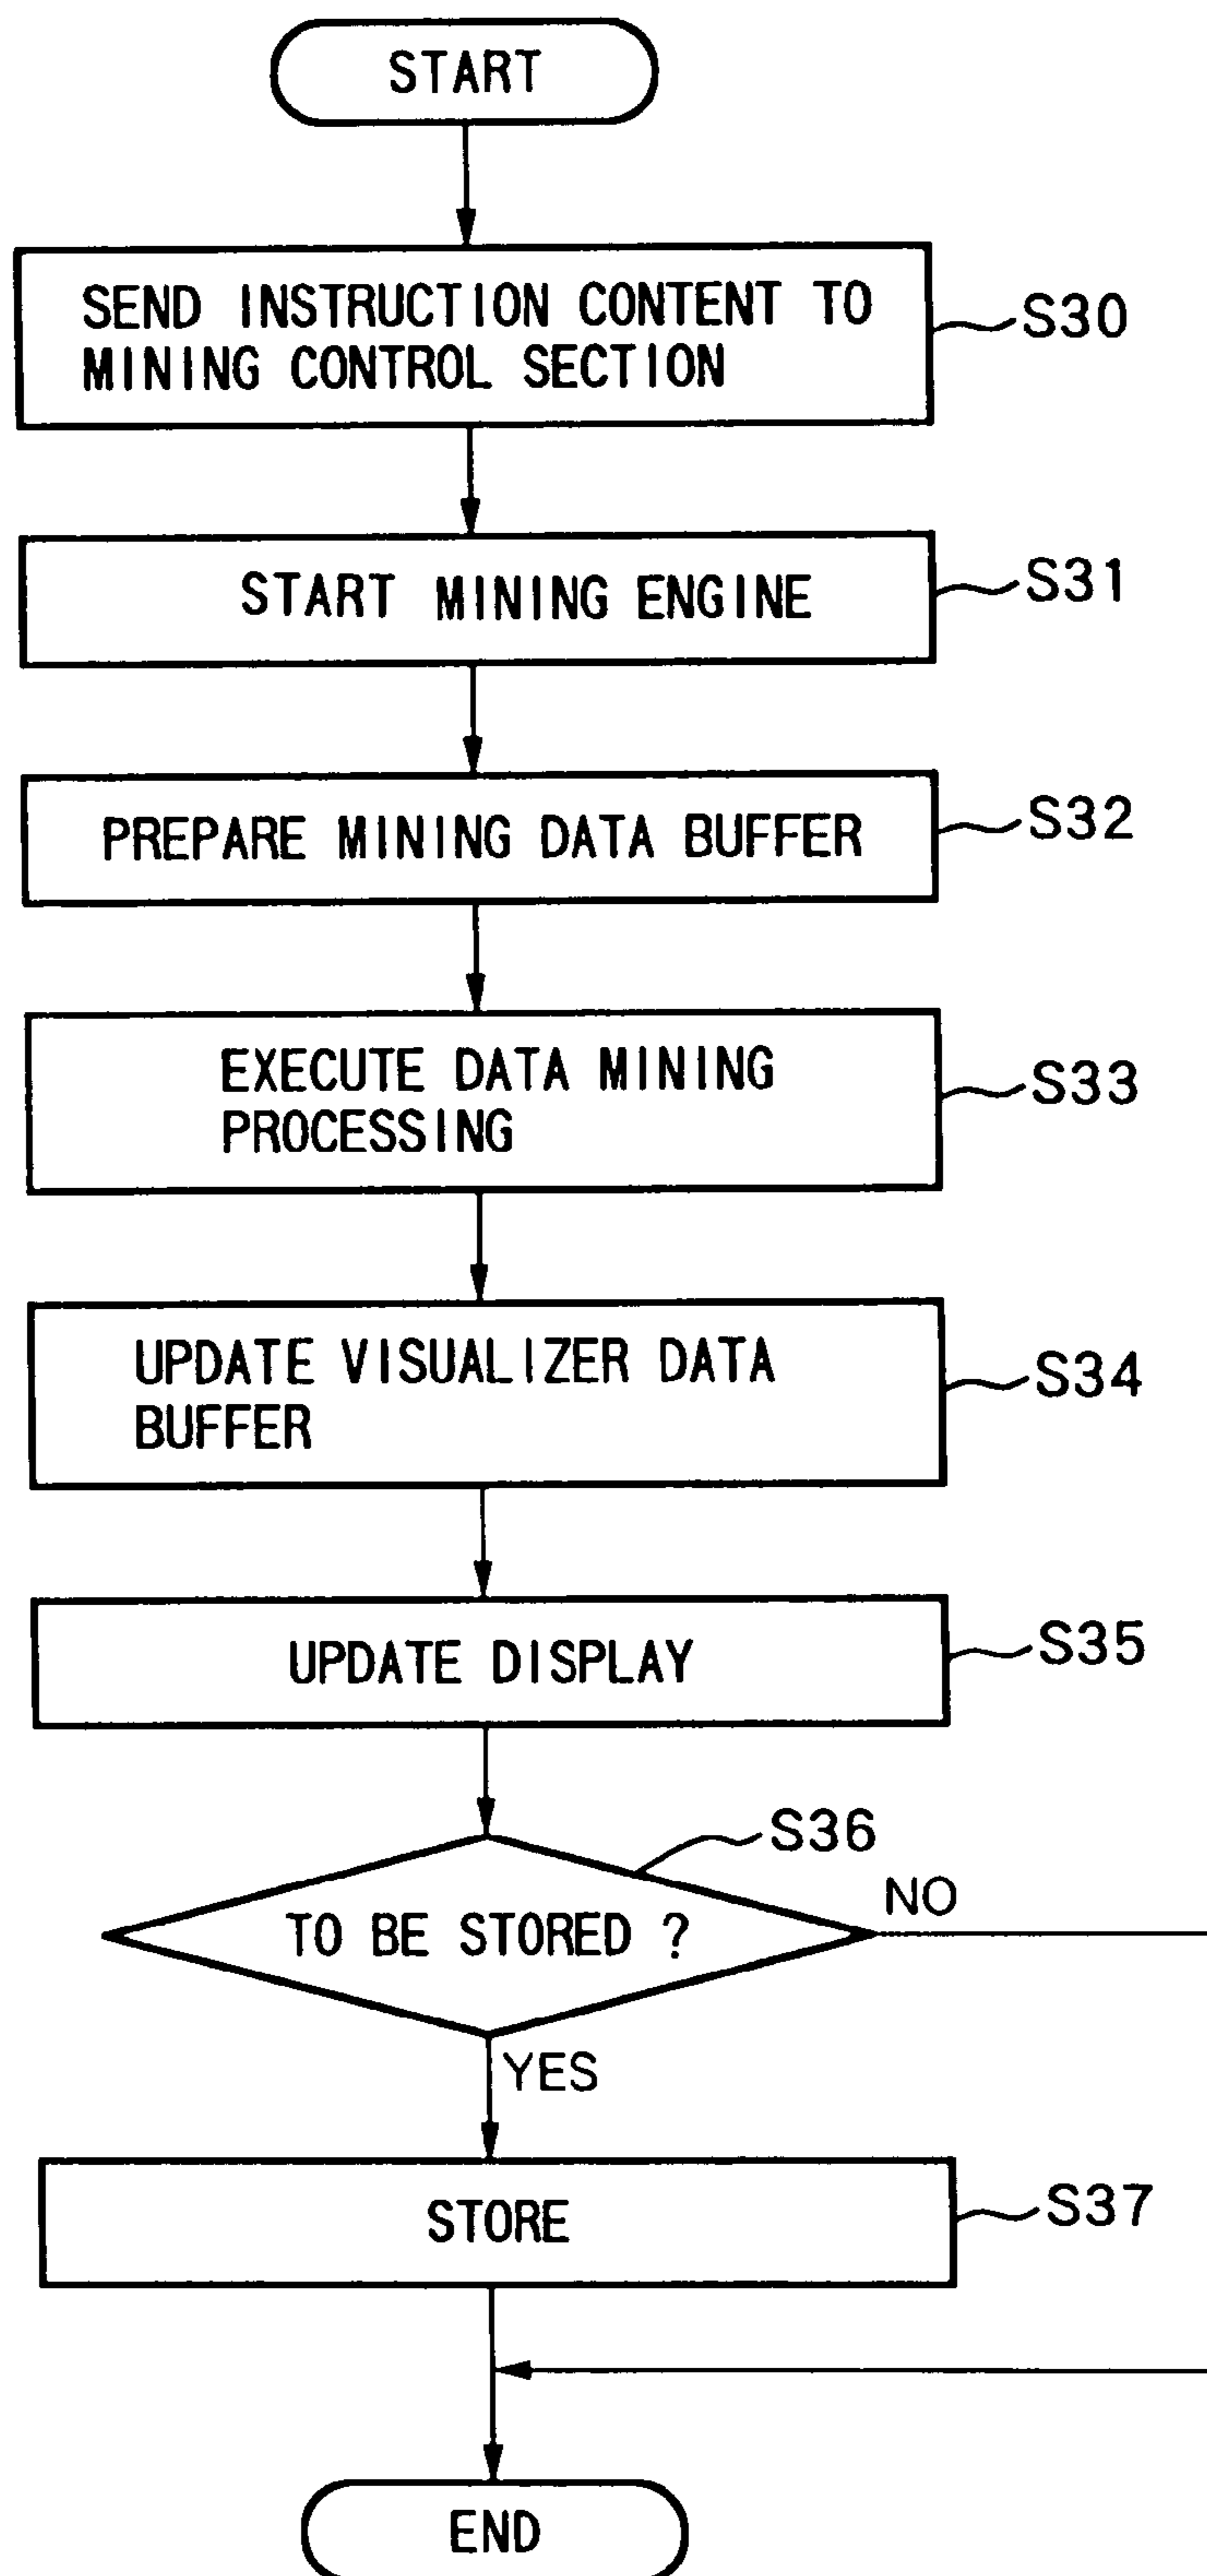 START
SEND INSTRUCTION CONTENT TO
MINING CONTROL SECTION
S30
START MINING ENGINE
S31
PREPARE MINING DATA BUFFER
S32
EXECUTE DATA MINING
PROCESSING
S33
UPDATE VISUALIZER DATA
BUFFER
S34
UPDATE DISPLAY
S35
S36
TO BE STORED ?
NO
YES
STORE
S37
END